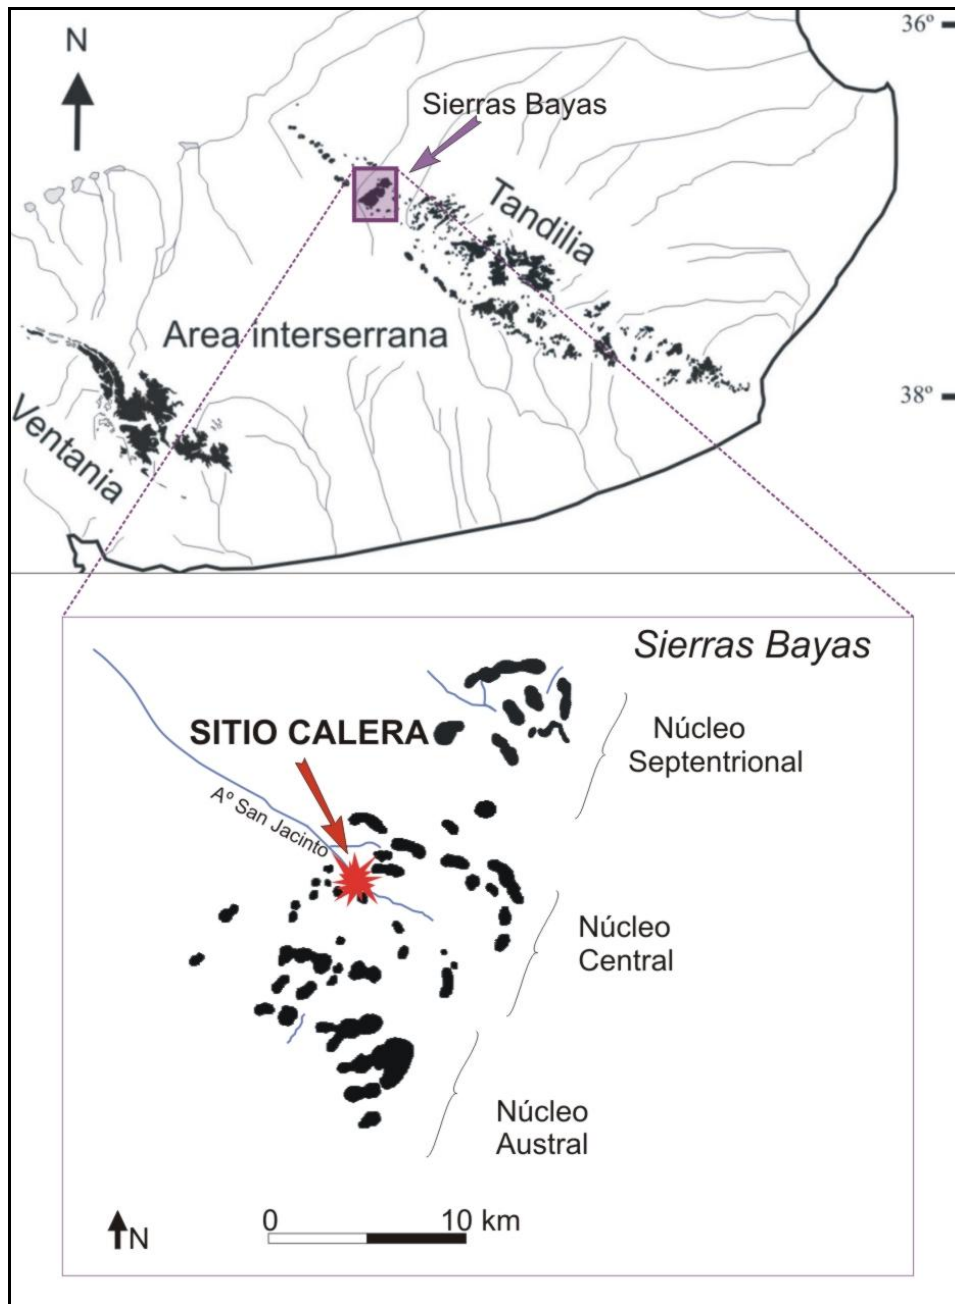 N
36º
Sierras Bayas
Tandilia
Area interserrana
38º
Ventania
Sierras Bayas
SITIO CALERA
Núcleo
Septentrional
Aº San Jacinto
Núcleo
Central
Núcleo
Austral
N
0 10 km